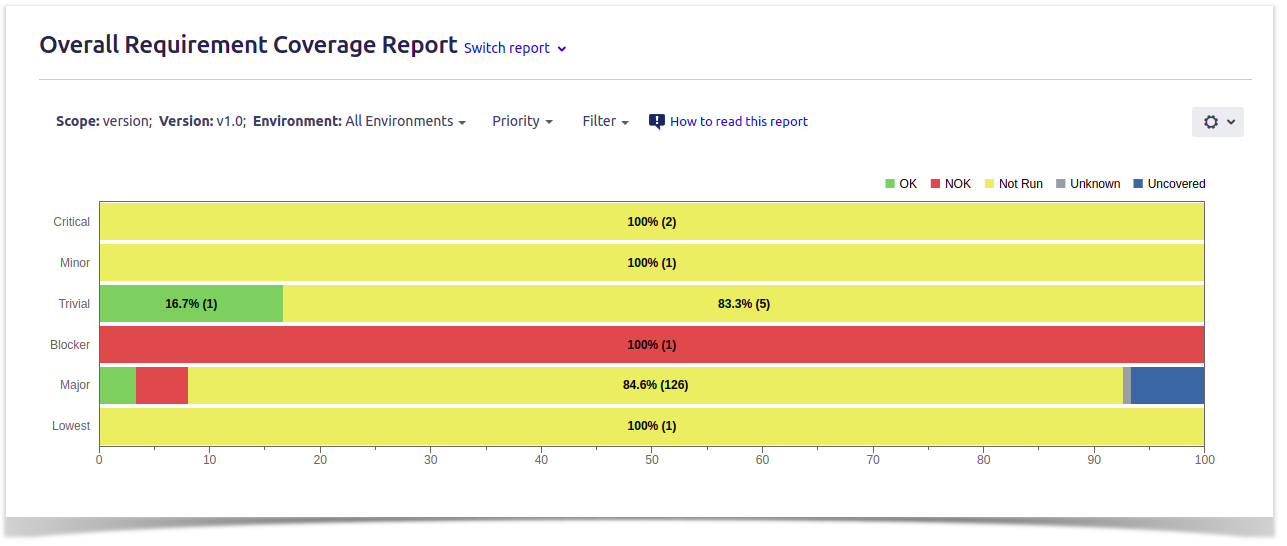 Overall Requirement Coverage Report Switch report
Scope: version; Version: v1.0; Environment: All Environments Priority Filter How to read this report
OK NOK Not Run Unknown Uncovered
Critical 100% (2)
Minor 100% (1)
Trivial 16.7% (1) 83.3% (5)
Blocker 100% (1)
Major 84.6% (126)
Lowest 100% (1)
0 10 20 30 40 50 60 70 80 90 100